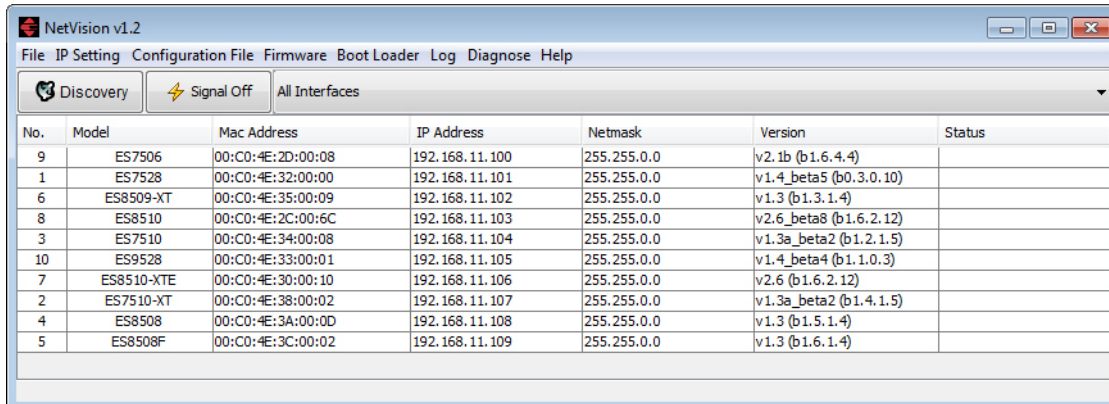 NetVision v1.2
File IP Setting Configuration File Firmware Boot Loader Log Diagnose Help
Discovery Signal Off All Interfaces
No. Model Mac Address IP Address Netmask Version Status
9 ES7506 00:C0:4E:2D:00:08 192.168.11.100 255.255.0.0 v2.1b (b1.6.4.4)
1 ES7528 00:C0:4E:32:00:00 192.168.11.101 255.255.0.0 v1.4_beta5 (b0.3.0.10)
6 ES8509-XT 00:C0:4E:35:00:09 192.168.11.102 255.255.0.0 v1.3 (b1.3.1.4)
8 ES8510 00:C0:4E:2C:00:6C 192.168.11.103 255.255.0.0 v2.6_beta8 (b1.6.2.12)
3 ES7510 00:C0:4E:34:00:08 192.168.11.104 255.255.0.0 v1.3a_beta2 (b1.2.1.5)
10 ES9528 00:C0:4E:33:00:01 192.168.11.105 255.255.0.0 v1.4_beta4 (b1.1.0.3)
7 ES8510-XTE 00:C0:4E:30:00:10 192.168.11.106 255.255.0.0 v2.6 (b1.6.2.12)
2 ES7510-XT 00:C0:4E:38:00:02 192.168.11.107 255.255.0.0 v1.3a_beta2 (b1.4.1.5)
4 ES8508 00:C0:4E:3A:00:0D 192.168.11.108 255.255.0.0 v1.3 (b1.5.1.4)
5 ES8508F 00:C0:4E:3C:00:02 192.168.11.109 255.255.0.0 v1.3 (b1.6.1.4)